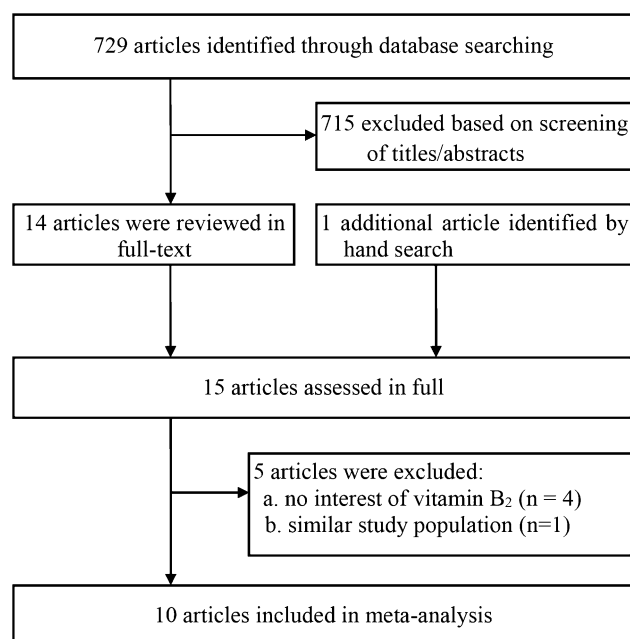 729 articles identified through database searching
715 excluded based on screening
of titles/abstracts
14 articles were reviewed in
full-text
1 additional article identified by
hand search
15 articles assessed in full
5 articles were excluded:
a. no interest of vitamin B₂ (n = 4)
b. similar study population (n=1)
10 articles included in meta-analysis